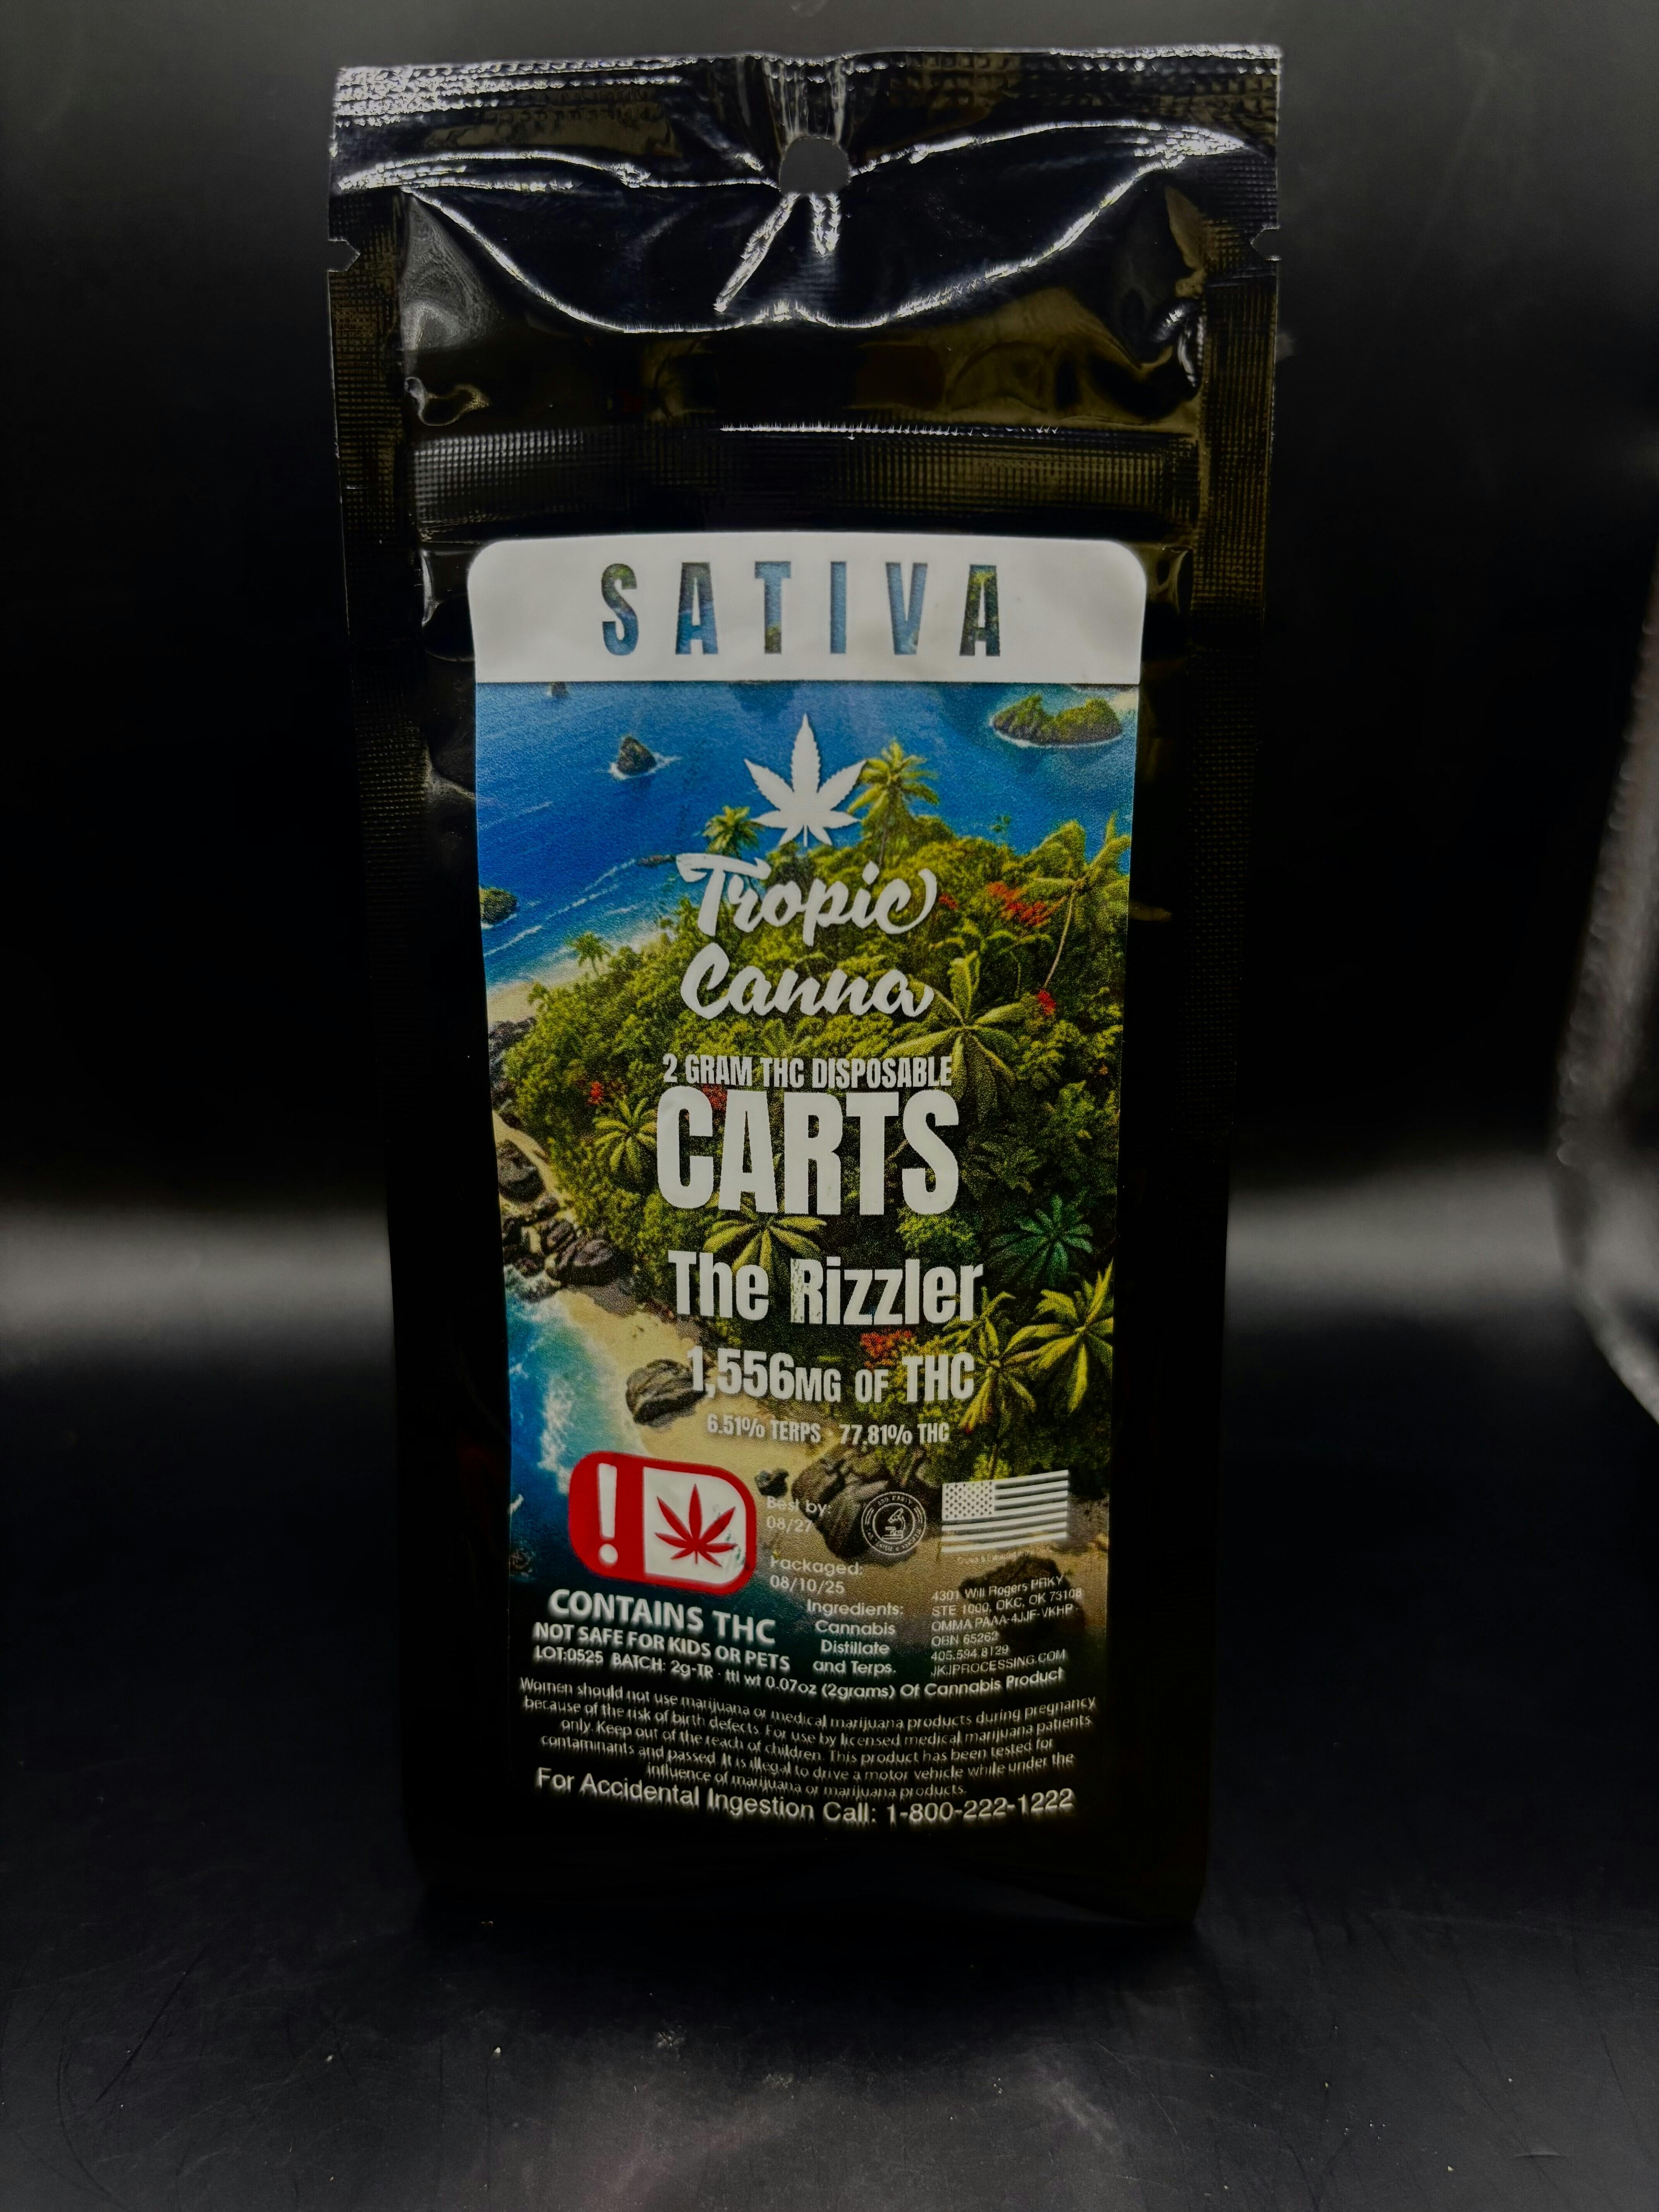 SATIVA
Tropic
Canna
2 GRAM THC DISPOSABLE
CARTS
The Rizzler
1,556MG OF THC
6.51% TERPS · 77.81% THC
Best by:
08/27
Packaged:
08/10/25
Ingredients:
Cannabis
Distillate
and Terps.
4301 Will Rogers PRKY
STE 1000, OKC, OK 73108
OMMA PAAA-4JJF-VKHP
OBN 65262
405.594.8129
JKJPROCESSING.COM
CONTAINS THC
NOT SAFE FOR KIDS OR PETS
LOT:0525 BATCH: 2g-TR · ttl wt 0.07oz (2grams) Of Cannabis Product
Women should not use marijuana or medical marijuana products during pregnancy
because of the risk of birth defects. For use by licensed medical marijuana patients
only. Keep out of the reach of children. This product has been tested for
contaminants and passed. It is illegal to drive a motor vehicle while under the
influence of marijuana or marijuana products.
For Accidental Ingestion Call: 1-800-222-1222